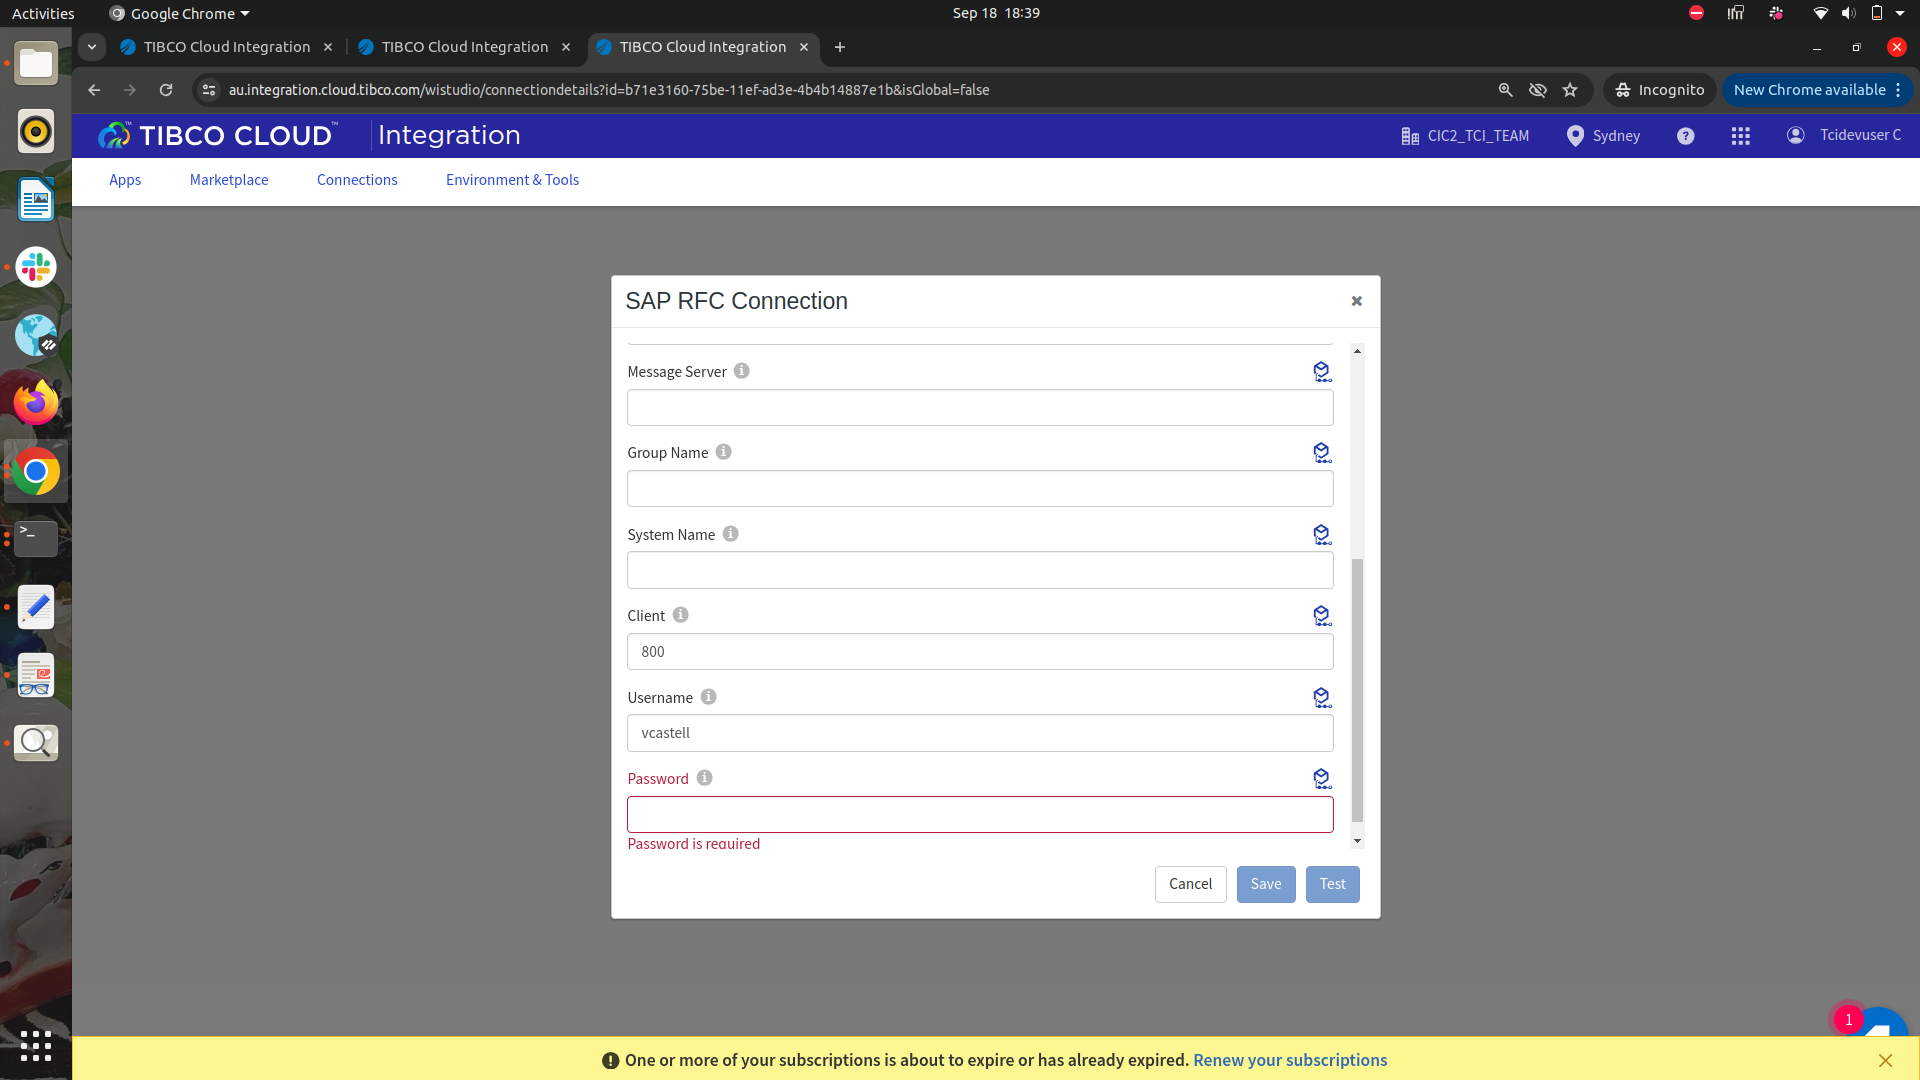 Activities
Google Chrome
Sep 18 18:39
TIBCO Cloud Integration
TIBCO Cloud Integration
TIBCO Cloud Integration
au.integration.cloud.tibco.com/wistudio/connectiondetails?id=b71e3160-75be-11ef-ad3e-4b4b14887e1b&isGlobal=false
Incognito
New Chrome available
TIBCO CLOUD™ Integration
CIC2_TCI_TEAM
Sydney
Tcidevuser C
Apps
Marketplace
Connections
Environment & Tools
SAP RFC Connection
Message Server
Group Name
System Name
Client
800
Username
vcastell
Password
Password is required
Cancel
Save
Test
1
One or more of your subscriptions is about to expire or has already expired. Renew your subscriptions